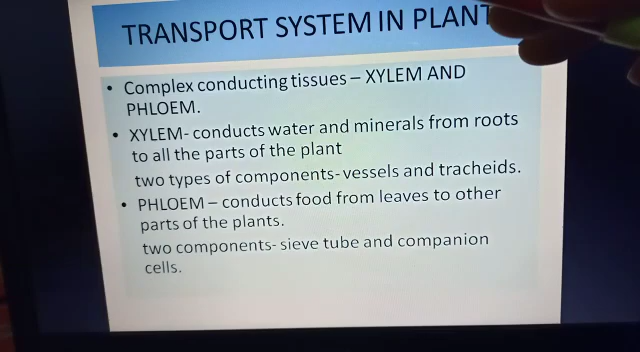 TRANSPORT SYSTEM IN PLANT
• Complex conducting tissues – XYLEM AND
PHLOEM.
• XYLEM- conducts water and minerals from roots
to all the parts of the plant
two types of components- vessels and tracheids.
• PHLOEM – conducts food from leaves to other
parts of the plants.
two components- sieve tube and companion
cells.